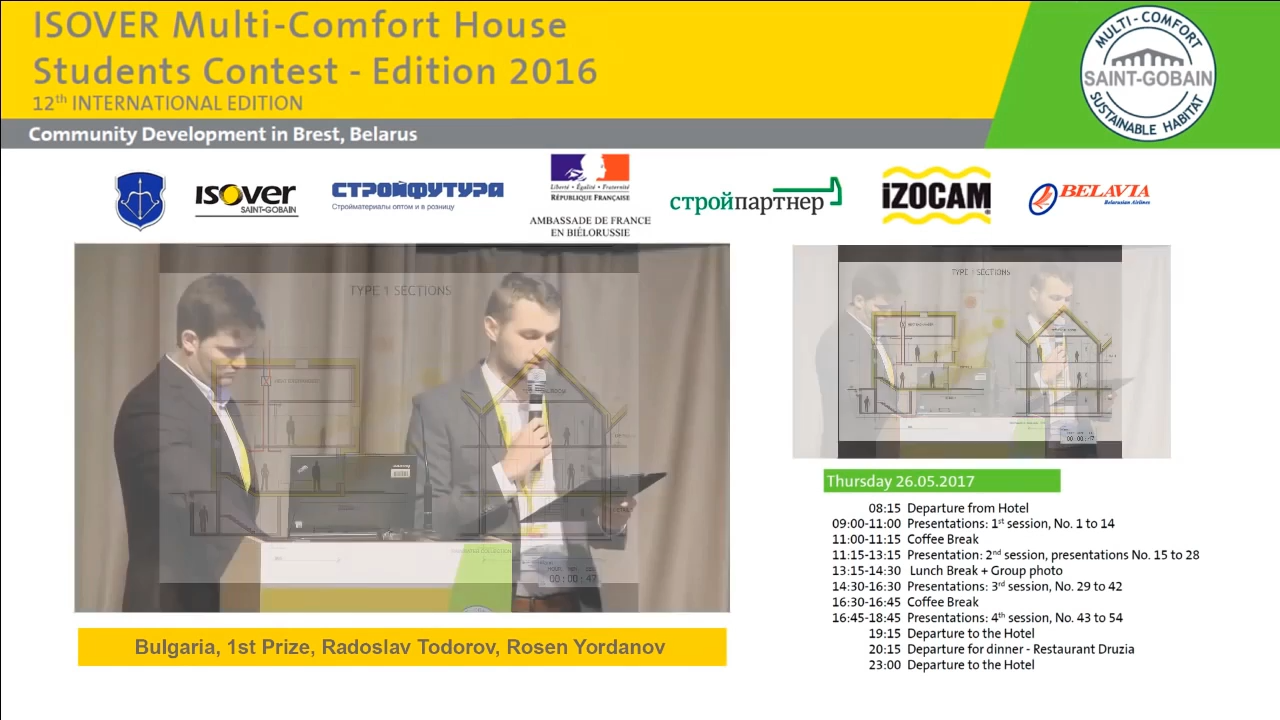 ISOVER Multi-Comfort House
Students Contest - Edition 2016
12th INTERNATIONAL EDITION
Community Development in Brest, Belarus
MULTI-COMFORT
SAINT-GOBAIN
SUSTAINABLE HABITAT
isover
SAINT-GOBAIN
СТРОЙФУТУРА
Стройматериалы оптом и в розницу
Liberté • Égalité • Fraternité
RÉPUBLIQUE FRANÇAISE
AMBASSADE DE FRANCE
EN BIÉLORUSSIE
стройпартнер
iZOCAM
BELAVIA
Belarusian Airlines
TYPE 1 SECTIONS
00:00:47
TYPE 1 SECTIONS
00:00:47
Bulgaria, 1st Prize, Radoslav Todorov, Rosen Yordanov
Thursday 26.05.2017
08:15 Departure from Hotel
09:00-11:00 Presentations: 1st session, No. 1 to 14
11:00-11:15 Coffee Break
11:15-13:15 Presentation: 2nd session, presentations No. 15 to 28
13:15-14:30 Lunch Break + Group photo
14:30-16:30 Presentations: 3rd session, No. 29 to 42
16:30-16:45 Coffee Break
16:45-18:45 Presentations: 4th session, No. 43 to 54
19:15 Departure to the Hotel
20:15 Departure for dinner - Restaurant Druzia
23:00 Departure to the Hotel